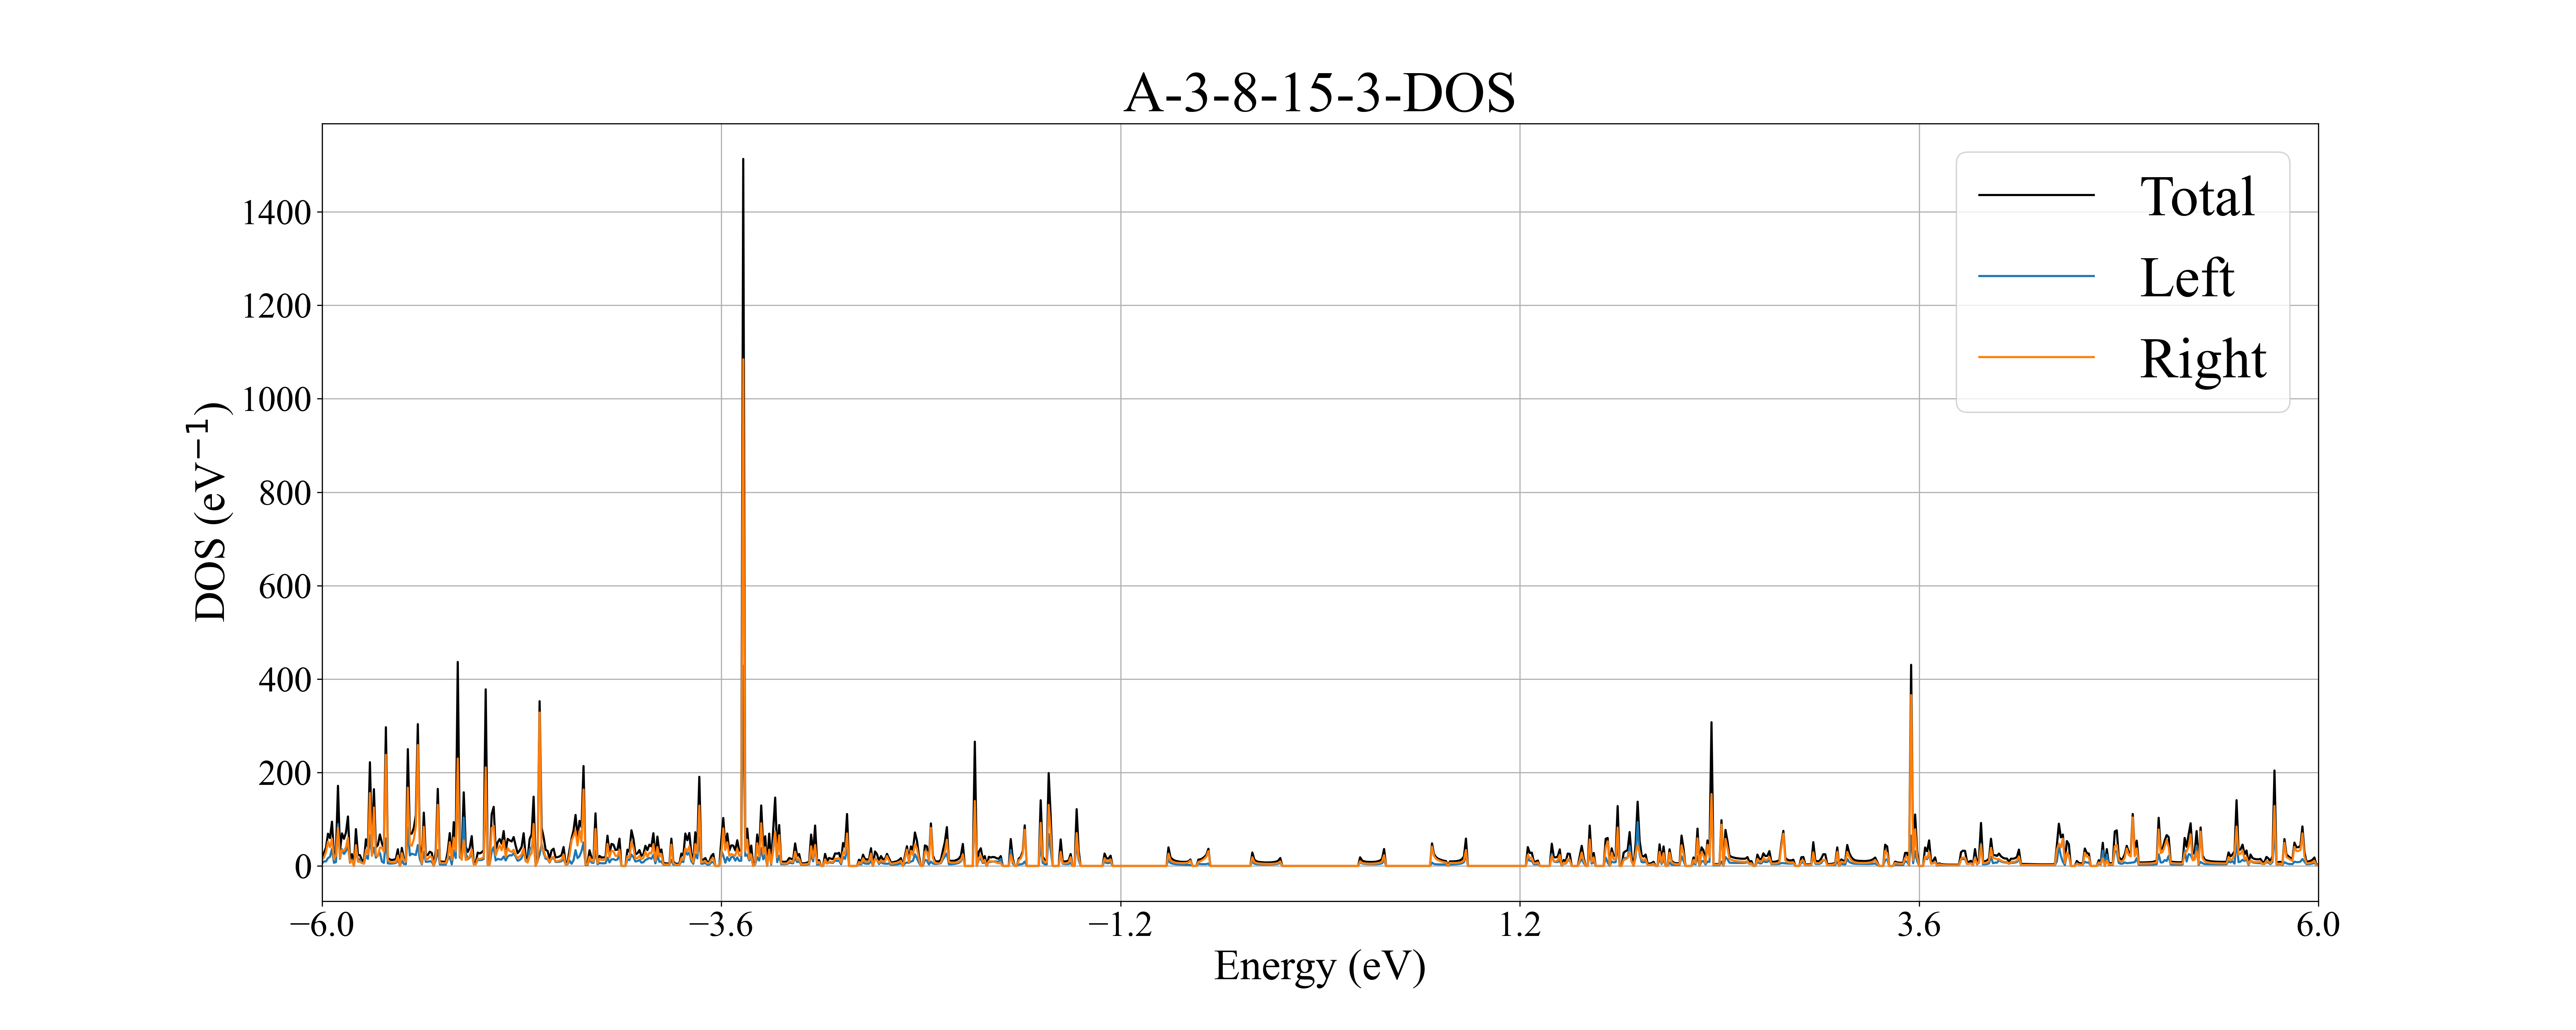 A-3-8-15-3-DOS
1400
1200
1000
800
600
400
200
0
DOS (eV⁻¹)
Total
Left
Right
−6.0
−3.6
−1.2
1.2
3.6
6.0
Energy (eV)